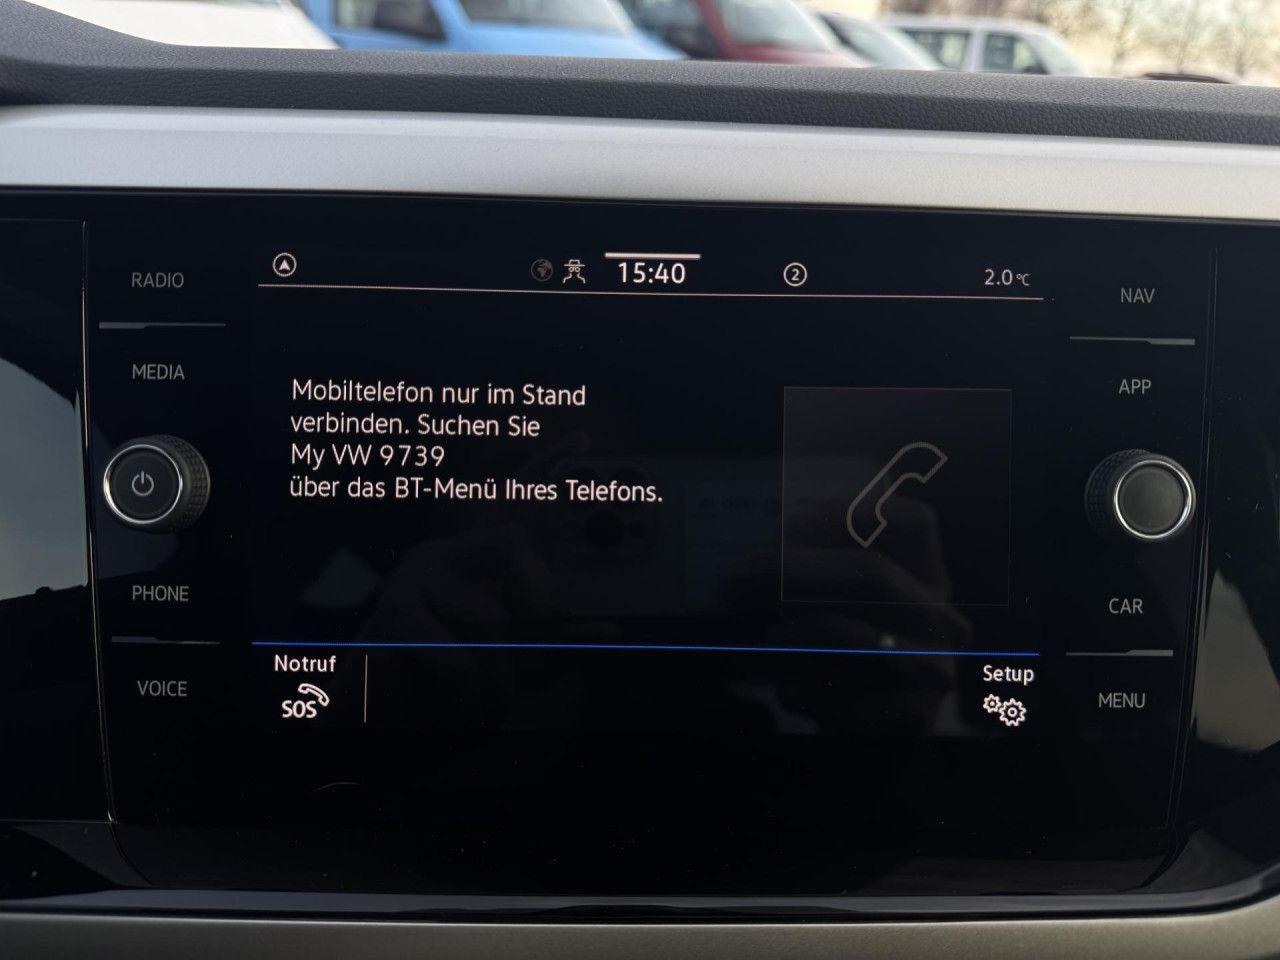 RADIO
MEDIA
PHONE
VOICE
15:40
2
2.0 °C
Mobiltelefon nur im Stand
verbinden. Suchen Sie
My VW 9739
über das BT-Menü Ihres Telefons.
Notruf
SOS
Setup
NAV
APP
CAR
MENU